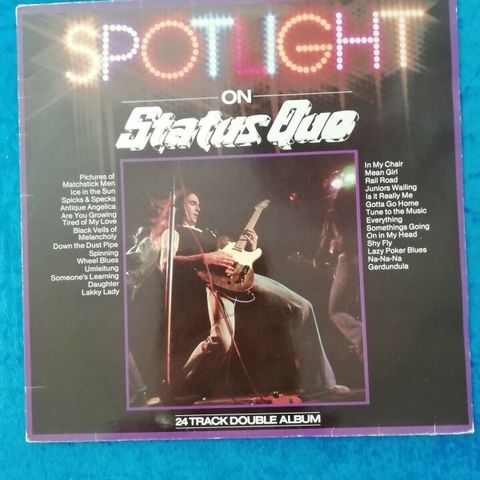 SPOTLIGHT
ON
Status Quo
Pictures of
Matchstick Men
Ice in the Sun
Spicks & Specks
Antique Angelica
Are You Growing
Tired of My Love
Black Veils of
Melancholy
Down the Dust Pipe
Spinning
Wheel Blues
Umleitung
Someone's Learning
Daughter
Lakky Lady
In My Chair
Mean Girl
Rail Road
Juniors Wailing
Is it Really Me
Gotta Go Home
Tune to the Music
Everything
Somethings Going
On in My Head
Shy Fly
Lazy Poker Blues
Na-Na-Na
Gerdundula
24 TRACK DOUBLE ALBUM